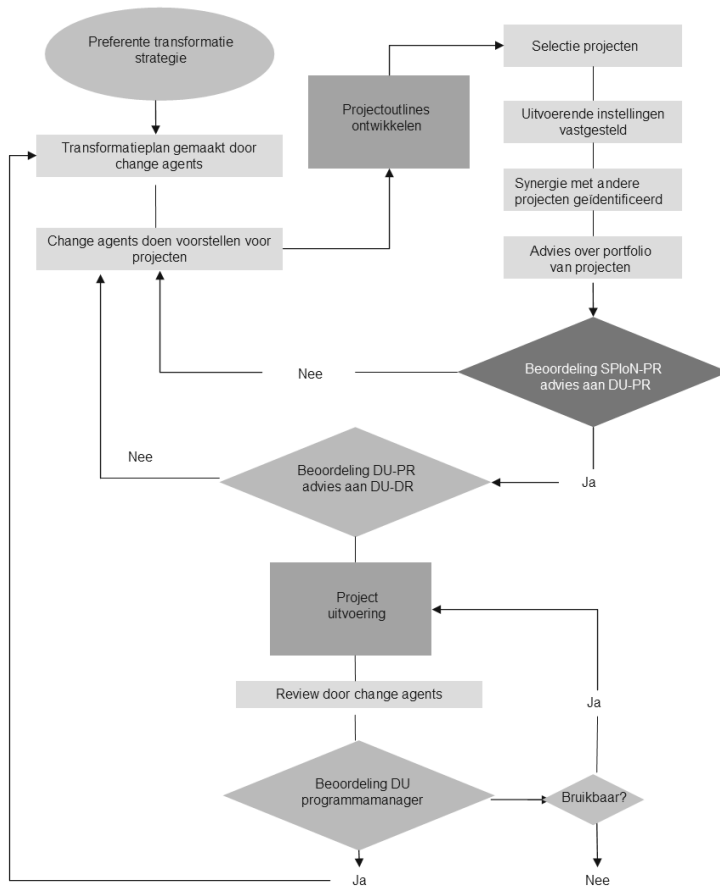 Preferente transformatie
strategie
Transformatieplan gemaakt door
change agents
Change agents doen voorstellen voor
projecten
Projectoutlines
ontwikkelen
Selectie projecten
Uitvoerende instellingen
vastgesteld
Synergie met andere
projecten geïdentificeerd
Advies over portfolio
van projecten
Beoordeling SPIoN-PR
advies aan DU-PR
Nee
Ja
Beoordeling DU-PR
advies aan DU-DR
Nee
Project
uitvoering
Review door change agents
Beoordeling DU
programmamanager
Bruikbaar?
Ja
Nee
Ja